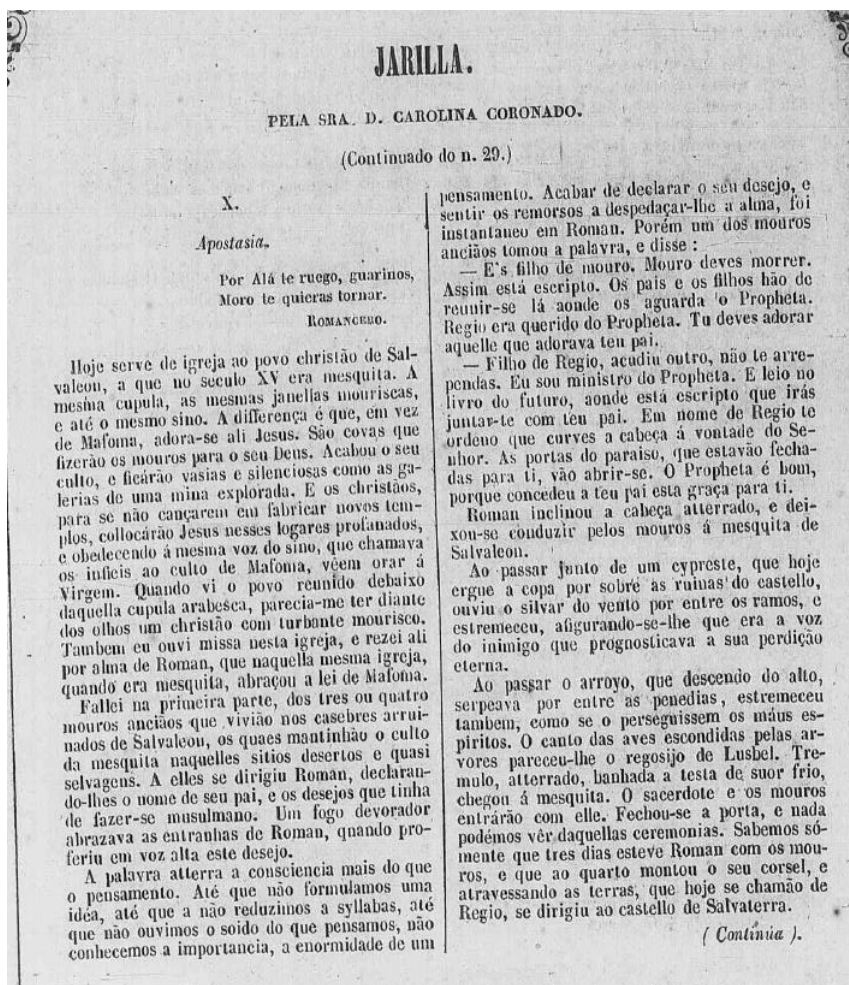 JARILLA.
PELA SRA. D. CAROLINA CORONADO.
(Continuado do n. 29.)
X.
Apostasia.
Por Alá te ruego, guarinos,
Moro te quieras tornar.
ROMANCERO.
Hoje serve de igreja ao povo christão de Sal-
valeon, a que no seculo XV era mesquita. A
mesma cupula, as mesmas janellas mouriscas,
e até o mesmo sino. A differença é que, em vez
de Mafoma, adora-se ali Jesus. São covas que
fizerão os mouros para o seu Deus. Acabou o seu
culto, e ficarão vasias e silenciosas como as ga-
lerias de uma mina explorada. E os christãos,
para se não cançarem em fabricar novos tem-
plos, collocárão Jesus nesses logares profanados,
e obedecendo á mesma voz do sino, que chamava
os infieis ao culto de Mafoma, vêem orar á
Virgem. Quando vi o povo reunido debaixo
daquella cupula arabesca, parecia-me ter diante
dos olhos um christão com turbante mourisco.
Tambem eu ouvi missa nesta igreja, e rezei ali
por alma de Roman, que naquella mesma igreja,
quando era mesquita, abraçou a lei de Mafoma.
Fallei na primeira parte, dos tres ou quatro
mouros anciãos que vivião nos casebres arrui-
nados de Salvaleou, os quaes mantinhão o culto
da mesquita naquelles sitios desertos e quasi
selvagens. A elles se dirigiu Roman, declaran-
do-lhes o nome de seu pai, e os desejos que tinha
de fazer-se musulmano. Um fogo devorador
abrazava as entranhas de Roman, quando pro-
feriu em voz alta este desejo.
A palavra atterra a consciencia mais do que
o pensamento. Até que não formulamos uma
idéa, até que a não reduzimos a syllabas, até
que não ouvimos o soido do que pensamos, não
conhecemos a importancia, a enormidade de um
pensamento. Acabar de declarar o seu desejo, e
sentir os remorsos a despedaçar-lhe a alma, foi
instantaneo em Roman. Porém um dos mouros
anciãos tomou a palavra, e disse :
— E's filho de mouro. Mouro deves morrer.
Assim está escripto. Os pais e os filhos hão de
reunir-se lá aonde os aguarda o Propheta.
Regio era querido do Propheta. Tu deves adorar
aquelle que adorava teu pai.
— Filho de Regio, acudiu outro, não te arre-
pendas. Eu sou ministro do Propheta. E leio no
livro do futuro, aonde está escripto que irás
juntar-te com teu pai. Em nome de Regio te
ordeno que curves a cabeça á vontade do Se-
nhor. As portas do paraiso, que estavão fecha-
das para ti, vão abrir-se. O Propheta é bom,
porque concedeu a teu pai esta graça para ti.
Roman inclinou a cabeça atterrado, e dei-
xou-se conduzir pelos mouros á mesquita de
Salvaleon.
Ao passar junto de um cypreste, que hoje
ergue a copa por sobre as ruinas do castello,
ouviu o silvar do vento por entre os ramos, e
estremeceu, afigurando-se-lhe que era a voz
do inimigo que prognosticava a sua perdição
eterna.
Ao passar o arroyo, que descendo do alto,
serpeava por entre as penedias, estremeceu
tambem, como se o perseguissem os máus es-
piritos. O canto das aves escondidas pelas ar-
vores pareceu-lhe o regosijo de Lusbel. Tre-
mulo, atterrado, banhada a testa de suor frio,
chegou á mesquita. O sacerdote e os mouros
entrárão com elle. Fechou-se a porta, e nada
podémos vêr daquellas ceremonias. Sabemos só-
mente que tres dias esteve Roman com os mou-
ros, e que ao quarto montou o seu corsel, e
atravessando as terras, que hoje se chamão de
Regio, se dirigiu ao castello de Salvaterra.
( Continúa ).